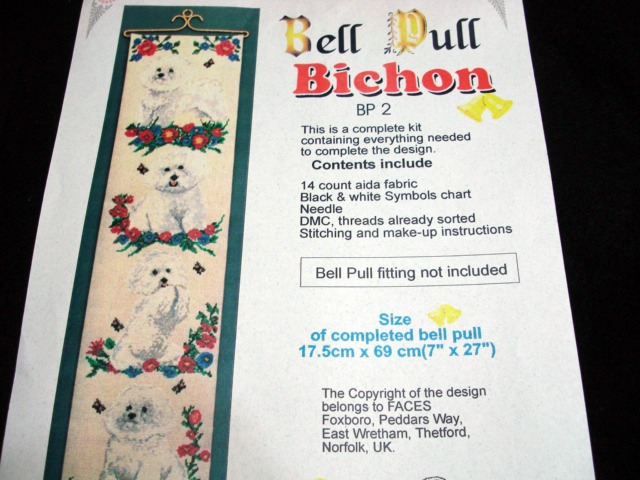 Bell Pull
Bichon
BP 2
This is a complete kit
containing everything needed
to complete the design.
Contents include
14 count aida fabric
Black & white Symbols chart
Needle
DMC, threads already sorted
Stitching and make-up instructions
Bell Pull fitting not included
Size
of completed bell pull
17.5cm x 69 cm(7" x 27")
The Copyright of the design
belongs to FACES
Foxboro, Peddars Way,
East Wretham, Thetford,
Norfolk, UK.